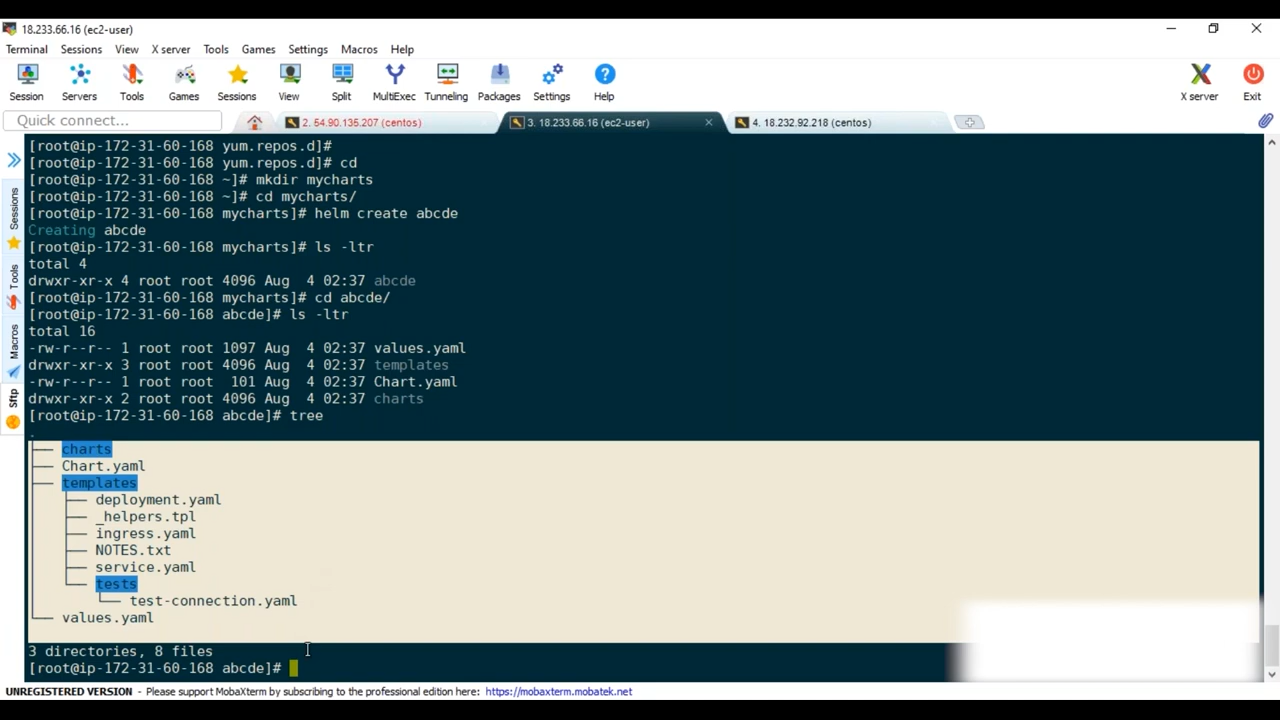 18.233.66.16 (ec2-user)
Terminal Sessions View X server Tools Games Settings Macros Help
Session Servers Tools Games Sessions View Split MultiExec Tunneling Packages Settings Help X server Exit
Quick connect... 2. 54.90.135.207 (centos) 3. 18.233.66.16 (ec2-user) 4. 18.232.92.218 (centos)
Sessions
Tools
Macros
Sftp
[root@ip-172-31-60-168 yum.repos.d]#
[root@ip-172-31-60-168 yum.repos.d]# cd
[root@ip-172-31-60-168 ~]# mkdir mycharts
[root@ip-172-31-60-168 ~]# cd mycharts/
[root@ip-172-31-60-168 mycharts]# helm create abcde
Creating abcde
[root@ip-172-31-60-168 mycharts]# ls -ltr
total 4
drwxr-xr-x 4 root root 4096 Aug  4 02:37 abcde
[root@ip-172-31-60-168 mycharts]# cd abcde/
[root@ip-172-31-60-168 abcde]# ls -ltr
total 16
-rw-r--r-- 1 root root 1097 Aug  4 02:37 values.yaml
drwxr-xr-x 3 root root 4096 Aug  4 02:37 templates
-rw-r--r-- 1 root root  101 Aug  4 02:37 Chart.yaml
drwxr-xr-x 2 root root 4096 Aug  4 02:37 charts
[root@ip-172-31-60-168 abcde]# tree
.
├── charts
├── Chart.yaml
├── templates
│   ├── deployment.yaml
│   ├── _helpers.tpl
│   ├── ingress.yaml
│   ├── NOTES.txt
│   ├── service.yaml
│   └── tests
│       └── test-connection.yaml
└── values.yaml
3 directories, 8 files
[root@ip-172-31-60-168 abcde]#
UNREGISTERED VERSION - Please support MobaXterm by subscribing to the professional edition here: https://mobaxterm.mobatek.net